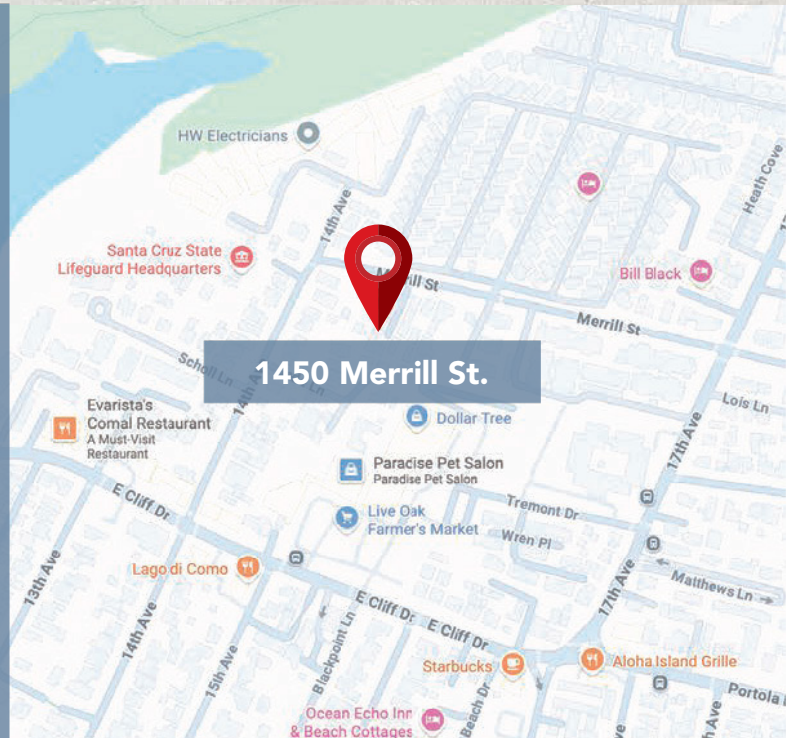 HW Electricians
Heath Cove
14th Ave
Santa Cruz State
Lifeguard Headquarters
Merrill St
Bill Black
Merrill St
1450 Merrill St.
Scholl Ln
14th Ave
Lois Ln
Evarista's
Comal Restaurant
A Must-Visit
Restaurant
Dollar Tree
17th Ave
Paradise Pet Salon
Paradise Pet Salon
E Cliff Dr
Live Oak
Farmer's Market
Tremont Dr
Wren Pl
Lago di Como
13th Ave
14th Ave
15th Ave
Blackpoint Ln
E Cliff Dr
E Cliff Dr
17th Ave
Matthews Ln
Starbucks
Aloha Island Grille
Portola
Ocean Echo Inn
& Beach Cottages
Beach Dr
Ave